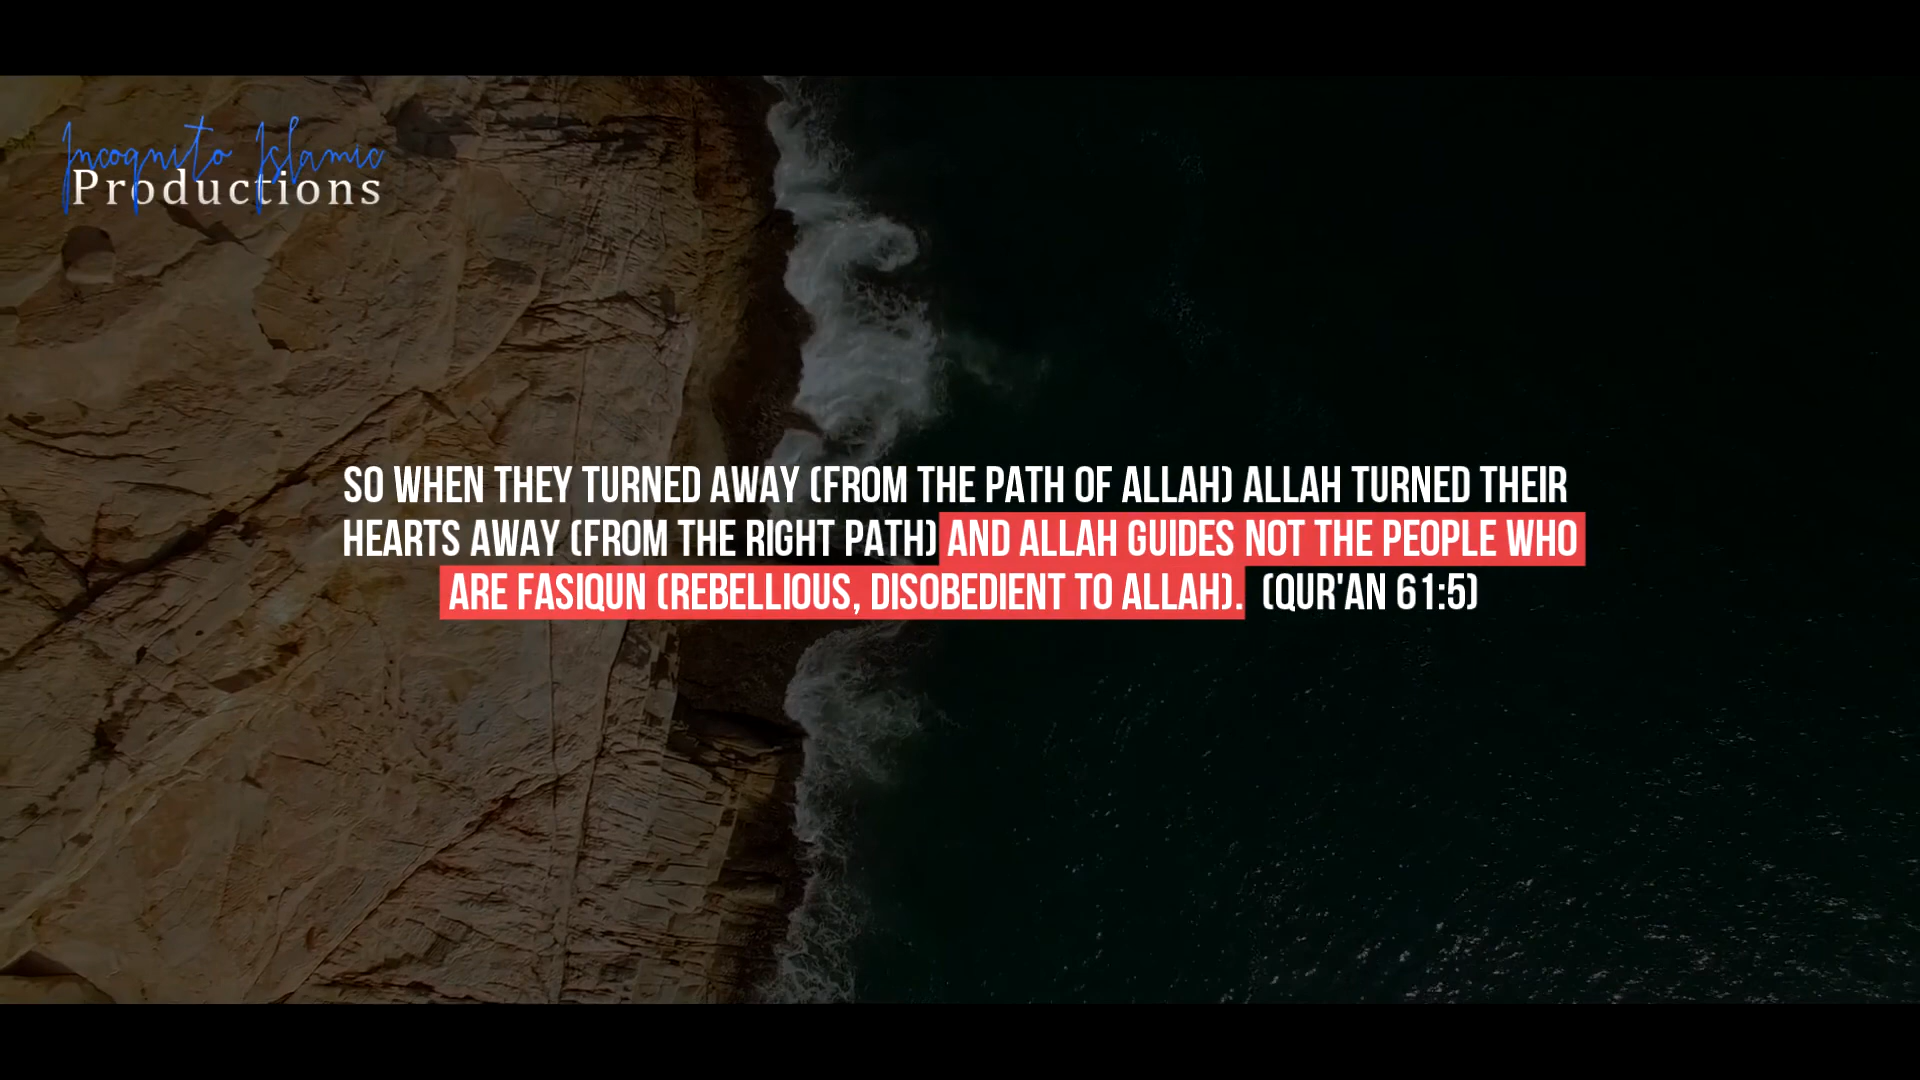 Incognito Islamic
Productions
SO WHEN THEY TURNED AWAY (FROM THE PATH OF ALLAH) ALLAH TURNED THEIR
HEARTS AWAY (FROM THE RIGHT PATH) AND ALLAH GUIDES NOT THE PEOPLE WHO
ARE FASIQUN (REBELLIOUS, DISOBEDIENT TO ALLAH). (QUR'AN 61:5)